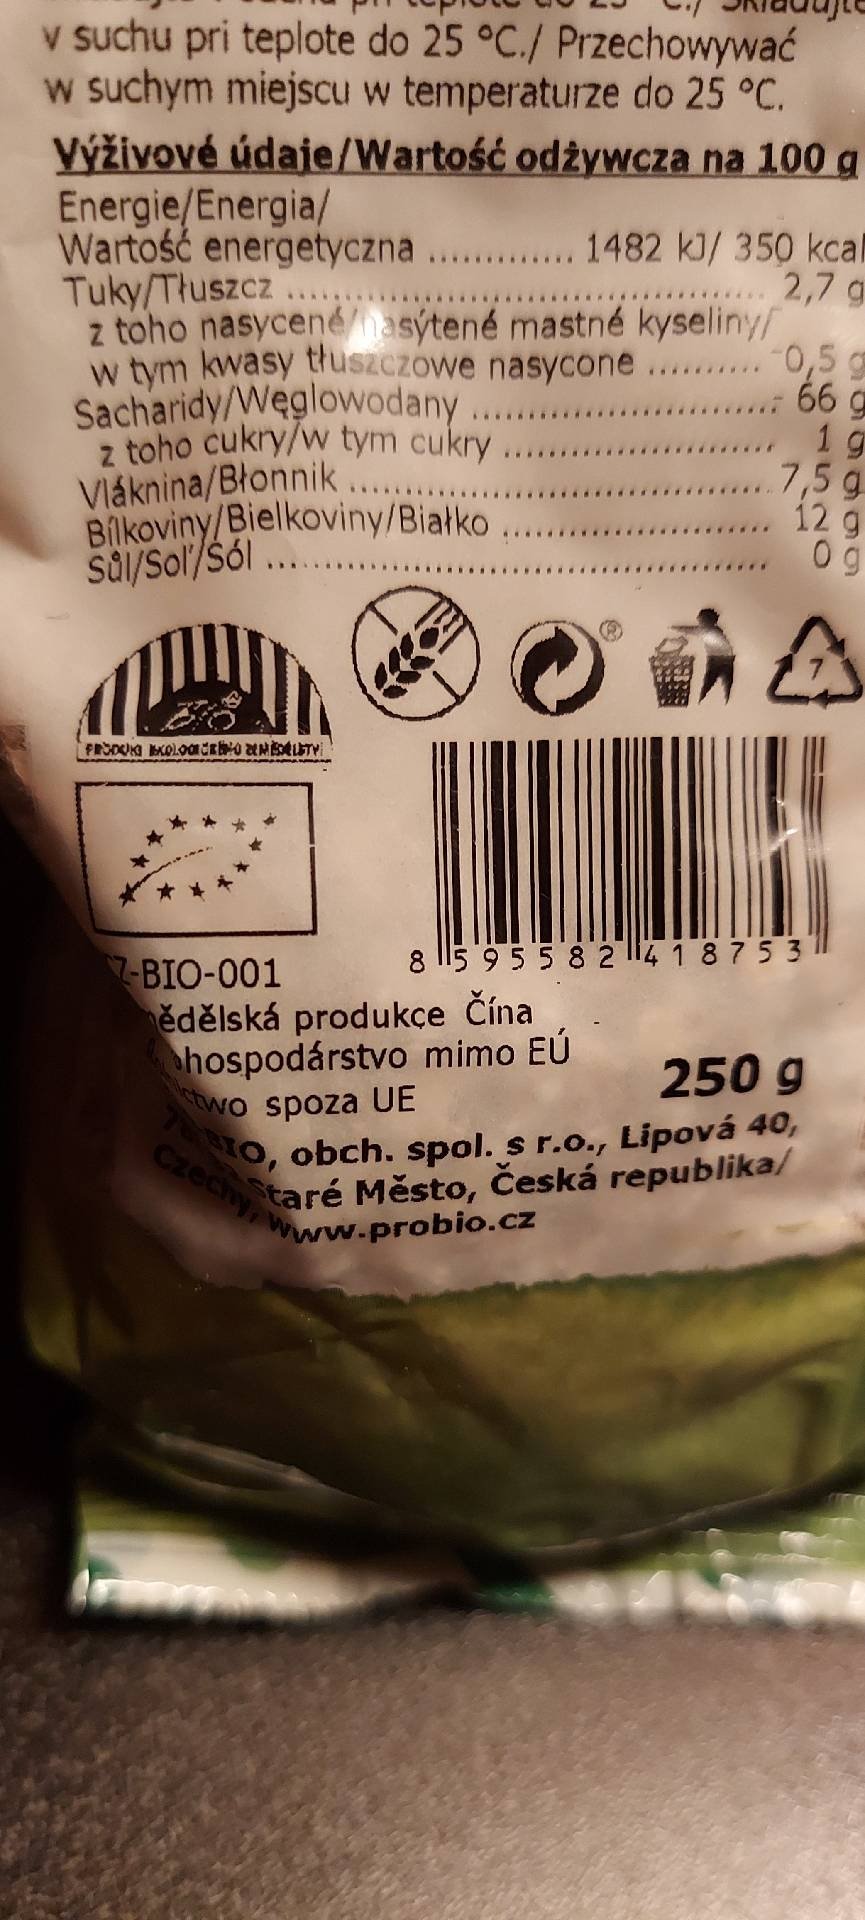 v suchu pri teplote do 25 °C./ Przechowywać
w suchym miejscu w temperaturze do 25 °C.
Výživové údaje/Wartość odżywcza na 100 g
Energie/Energia/
Wartość energetyczna ............. 1482 kJ/ 350 kcal
Tuky/Tłuszcz ............................................. 2,7 g
z toho nasycené/nasýtené mastné kyseliny/
w tym kwasy tłuszczowe nasycone .......... 0,5 g
Sacharidy/Węglowodany ............................ 66 g
z toho cukry/w tym cukry ......................... 1 g
Vláknina/Błonnik ....................................... 7,5 g
Bílkoviny/Bielkoviny/Białko ........................ 12 g
Sůl/Soľ/Sól ................................................ 0 g
®
7
PRODUKT EKOLOGICKÉHO ZEMĚDĚLSTVÍ
8 595582 418753
-BIO-001
produkce Čína
mimo EÚ
spoza UE
250 g
obch. spol. s r.o., Lipová 40,
Staré Město, Česká republika/
Czechy, www.probio.cz